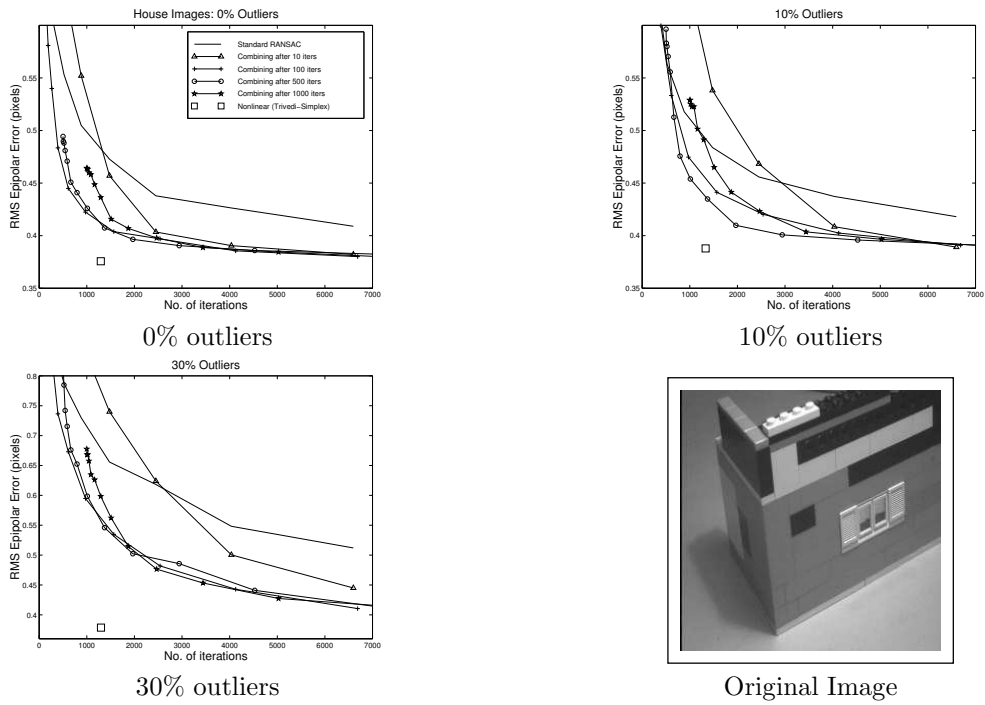 House Images: 0% Outliers
RMS Epipolar Error (pixels)
0.55
0.5
0.45
0.4
0.35
0 1000 2000 3000 4000 5000 6000 7000
No. of iterations
Standard RANSAC
Combining after 10 iters
Combining after 100 iters
Combining after 500 iters
Combining after 1000 iters
Nonlinear (Trivedi−Simplex)
0% outliers
10% Outliers
RMS Epipolar Error (pixels)
0.55
0.5
0.45
0.4
0.35
0 1000 2000 3000 4000 5000 6000 7000
No. of iterations
10% outliers
30% Outliers
RMS Epipolar Error (pixels)
0.8
0.75
0.7
0.65
0.6
0.55
0.5
0.45
0.4
0 1000 2000 3000 4000 5000 6000 7000
No. of iterations
30% outliers
Original Image